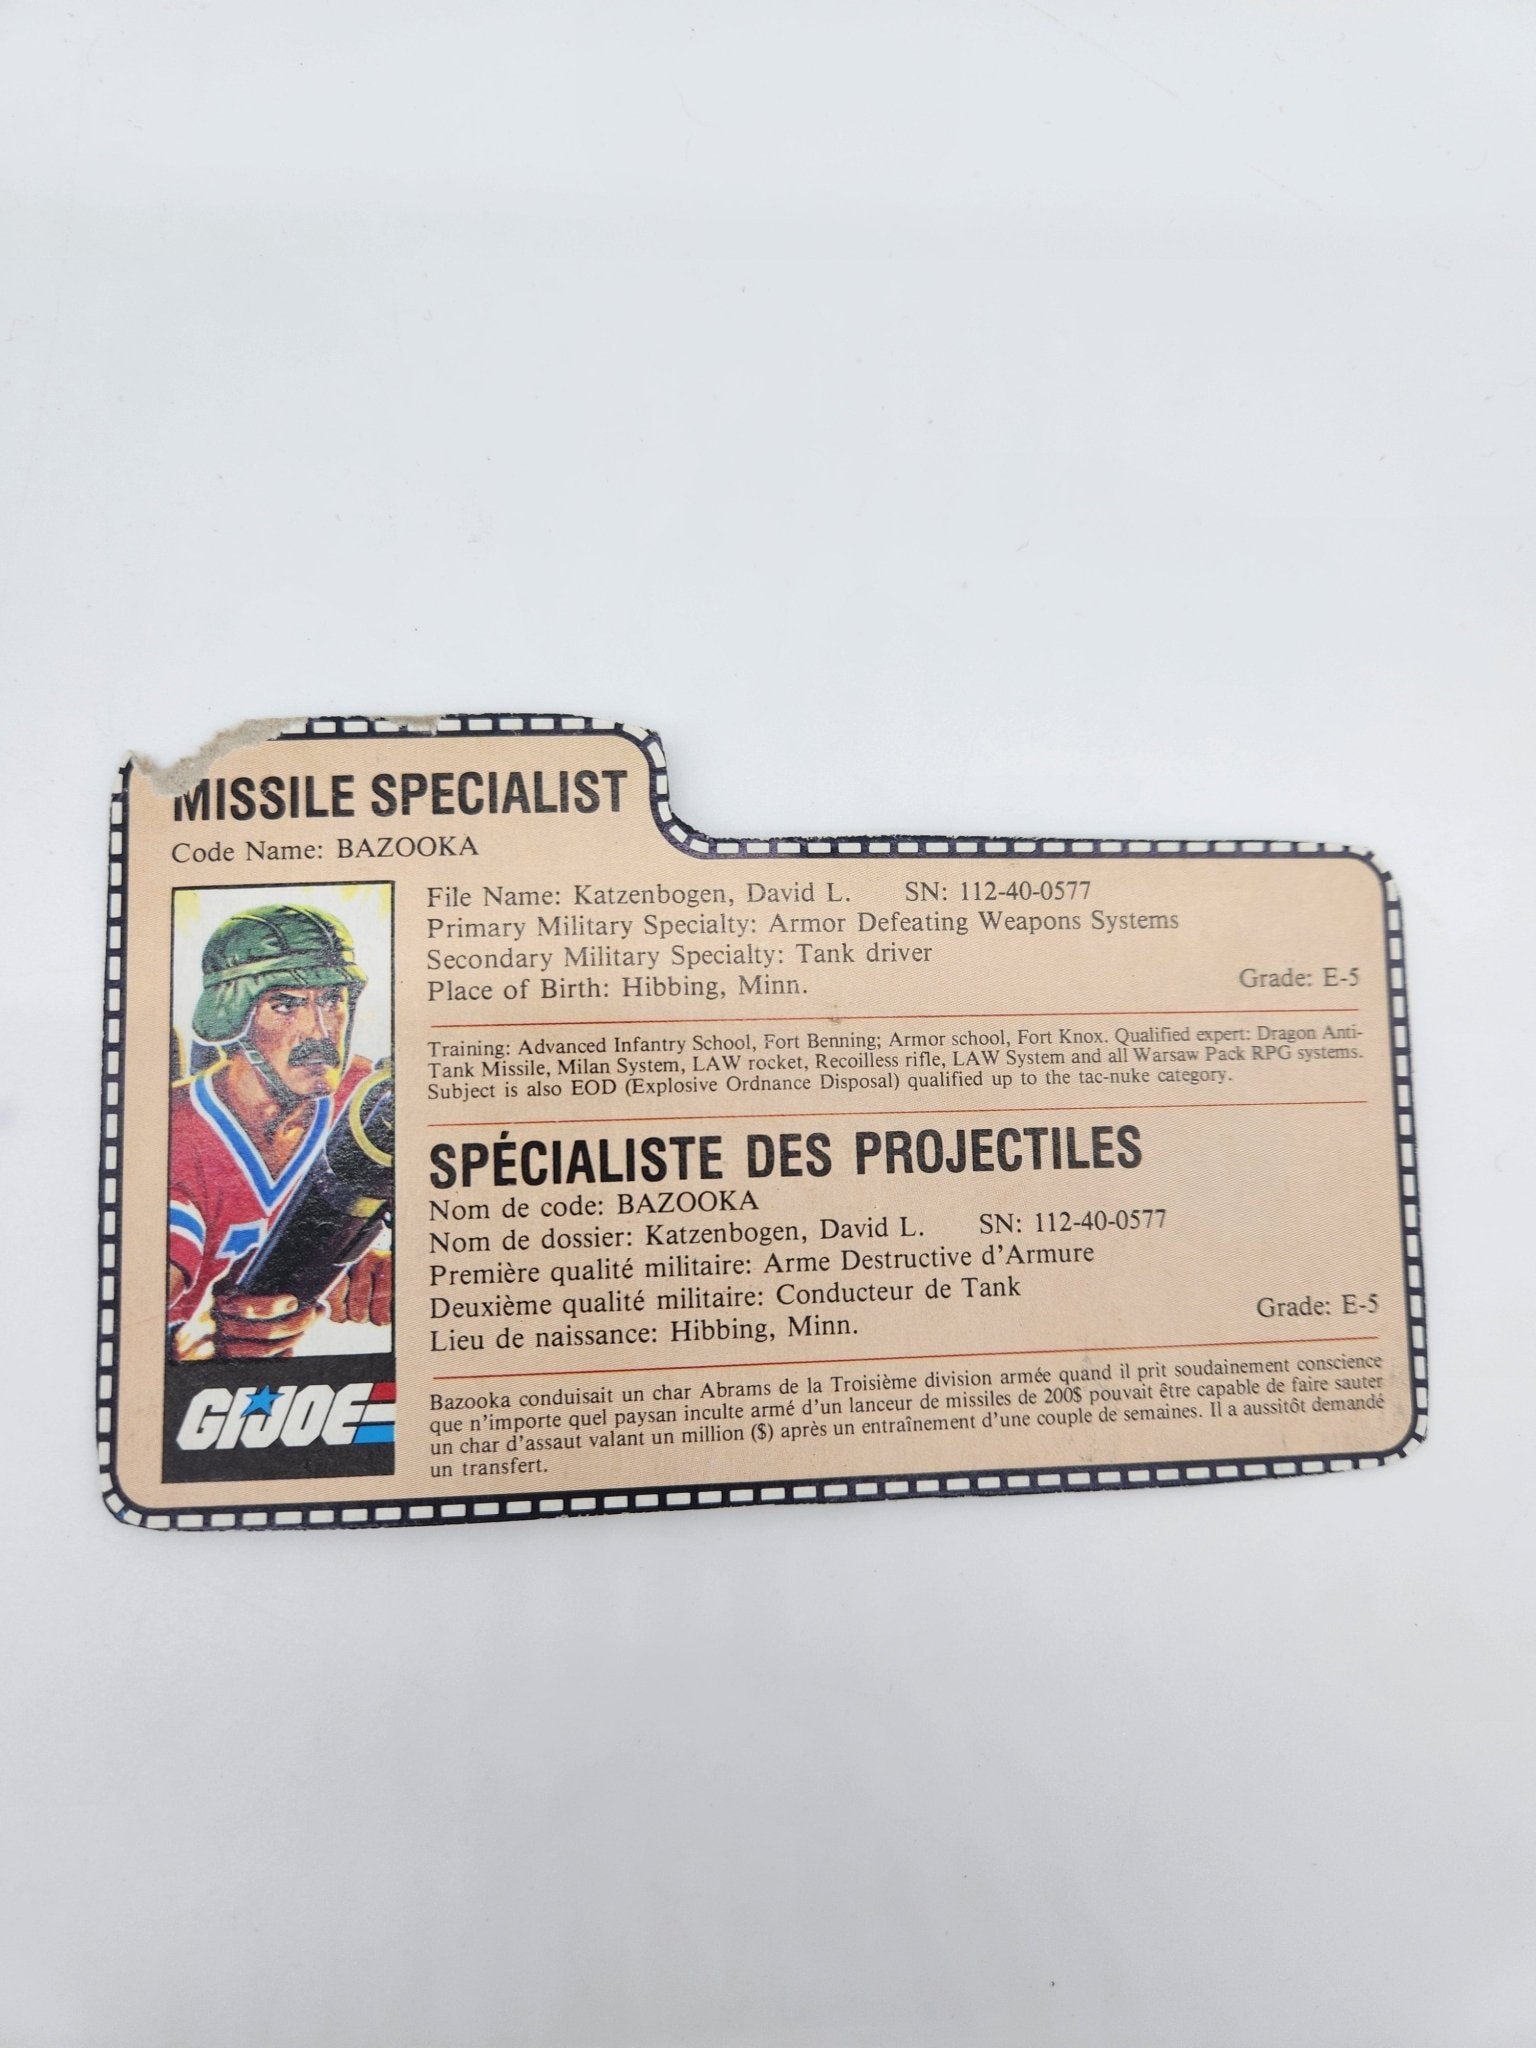 MISSILE SPECIALIST
Code Name: BAZOOKA
File Name: Katzenbogen, David L. SN: 112-40-0577
Primary Military Specialty: Armor Defeating Weapons Systems
Secondary Military Specialty: Tank driver
Place of Birth: Hibbing, Minn. Grade: E-5
Training: Advanced Infantry School, Fort Benning; Armor school, Fort Knox. Qualified expert: Dragon Anti-
Tank Missile, Milan System, LAW rocket, Recoilless rifle, LAW System and all Warsaw Pack RPG systems.
Subject is also EOD (Explosive Ordnance Disposal) qualified up to the tac-nuke category.
SPÉCIALISTE DES PROJECTILES
Nom de code: BAZOOKA
Nom de dossier: Katzenbogen, David L. SN: 112-40-0577
Première qualité militaire: Arme Destructive d'Armure
Deuxième qualité militaire: Conducteur de Tank
Lieu de naissance: Hibbing, Minn. Grade: E-5
Bazooka conduisait un char Abrams de la Troisième division armée quand il prit soudainement conscience
que n'importe quel paysan inculte armé d'un lanceur de missiles de 200$ pouvait être capable de faire sauter
un char d'assaut valant un million ($) après un entraînement d'une couple de semaines. Il a aussitôt demandé
un transfert.
GIJOE